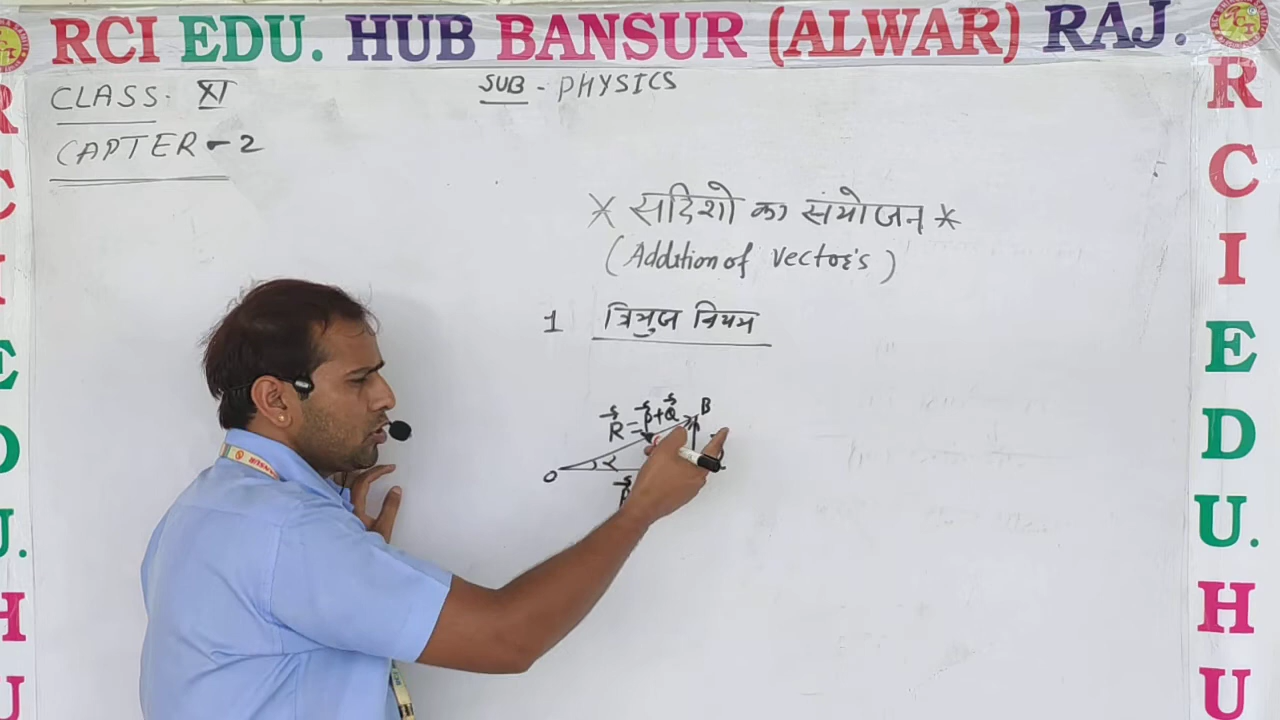 RCI EDU. HUB BANSUR (ALWAR) RAJ.
CLASS- XI
SUB - PHYSICS
CAPTER-2
* सदिशो का संयोजन *
(Addition of vector's)
1 त्रिभुज नियम
R = P + Q
B
O
α
P
R
C
I
E
D
U.
H
U
R
I
E
D
U.
H
U